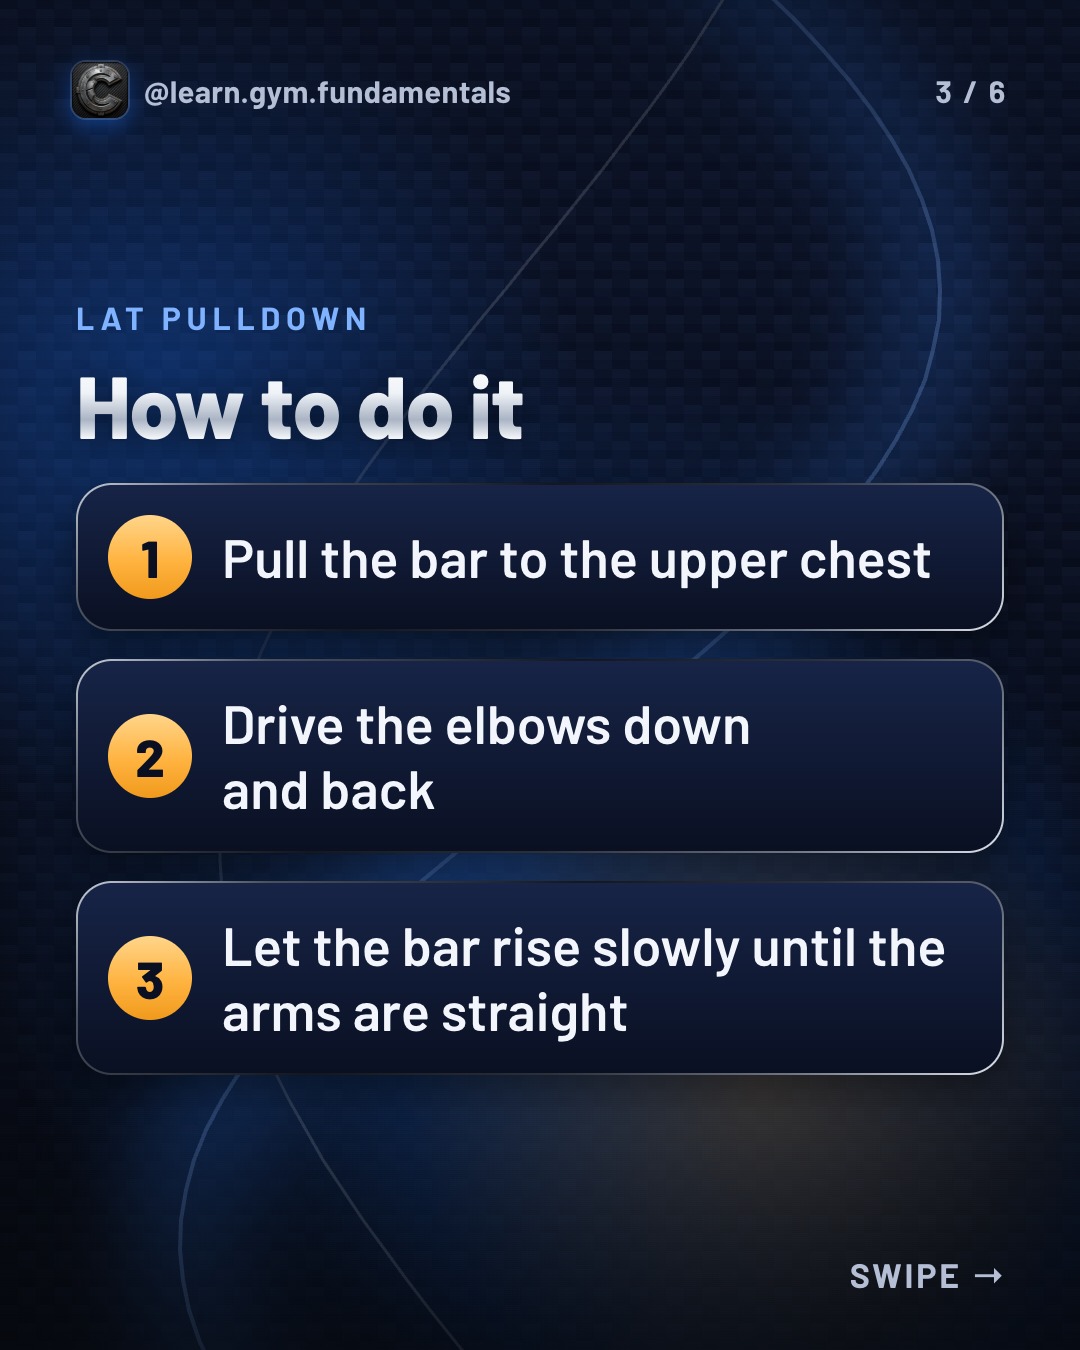 @learn.gym.fundamentals
3 / 6
LAT PULLDOWN
How to do it
1
Pull the bar to the upper chest
2
Drive the elbows down
and back
3
Let the bar rise slowly until the
arms are straight
SWIPE →